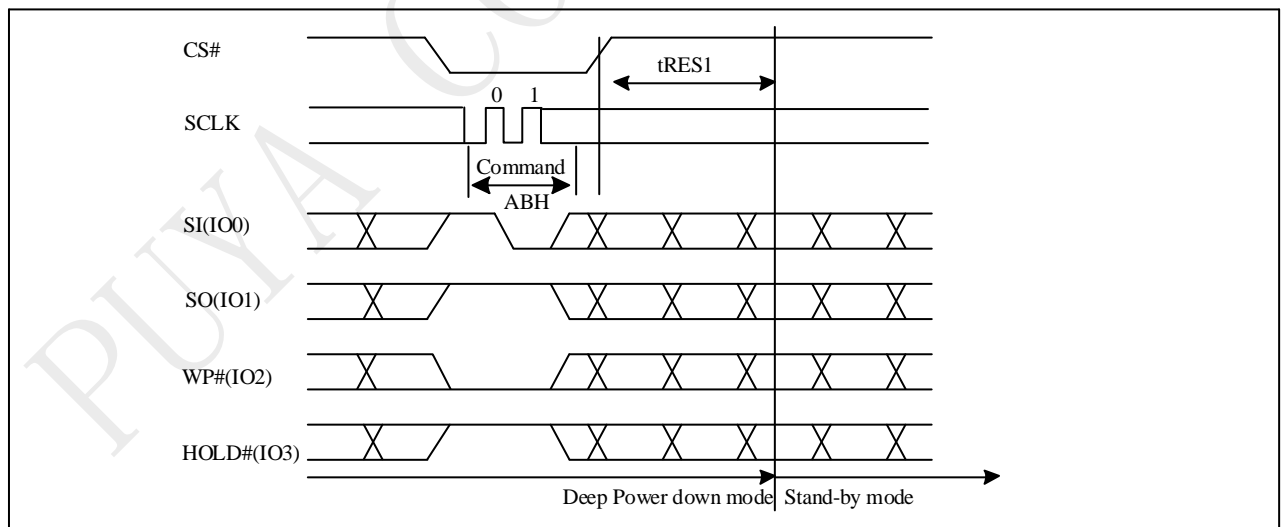 CS#
tRES1
0 1
SCLK
Command
ABH
SI(IO0)
SO(IO1)
WP#(IO2)
HOLD#(IO3)
Deep Power down mode Stand-by mode
PUYA